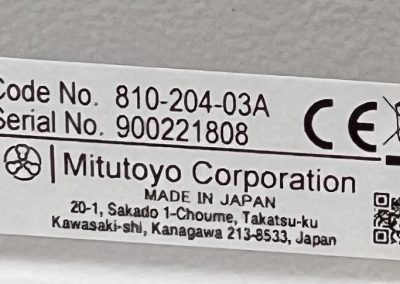 Code No. 810-204-03A
Serial No. 900221808
CE
Mitutoyo Corporation
MADE IN JAPAN
20-1, Sakado 1-Choume, Takatsu-ku
Kawasaki-shi, Kanagawa 213-8533, Japan